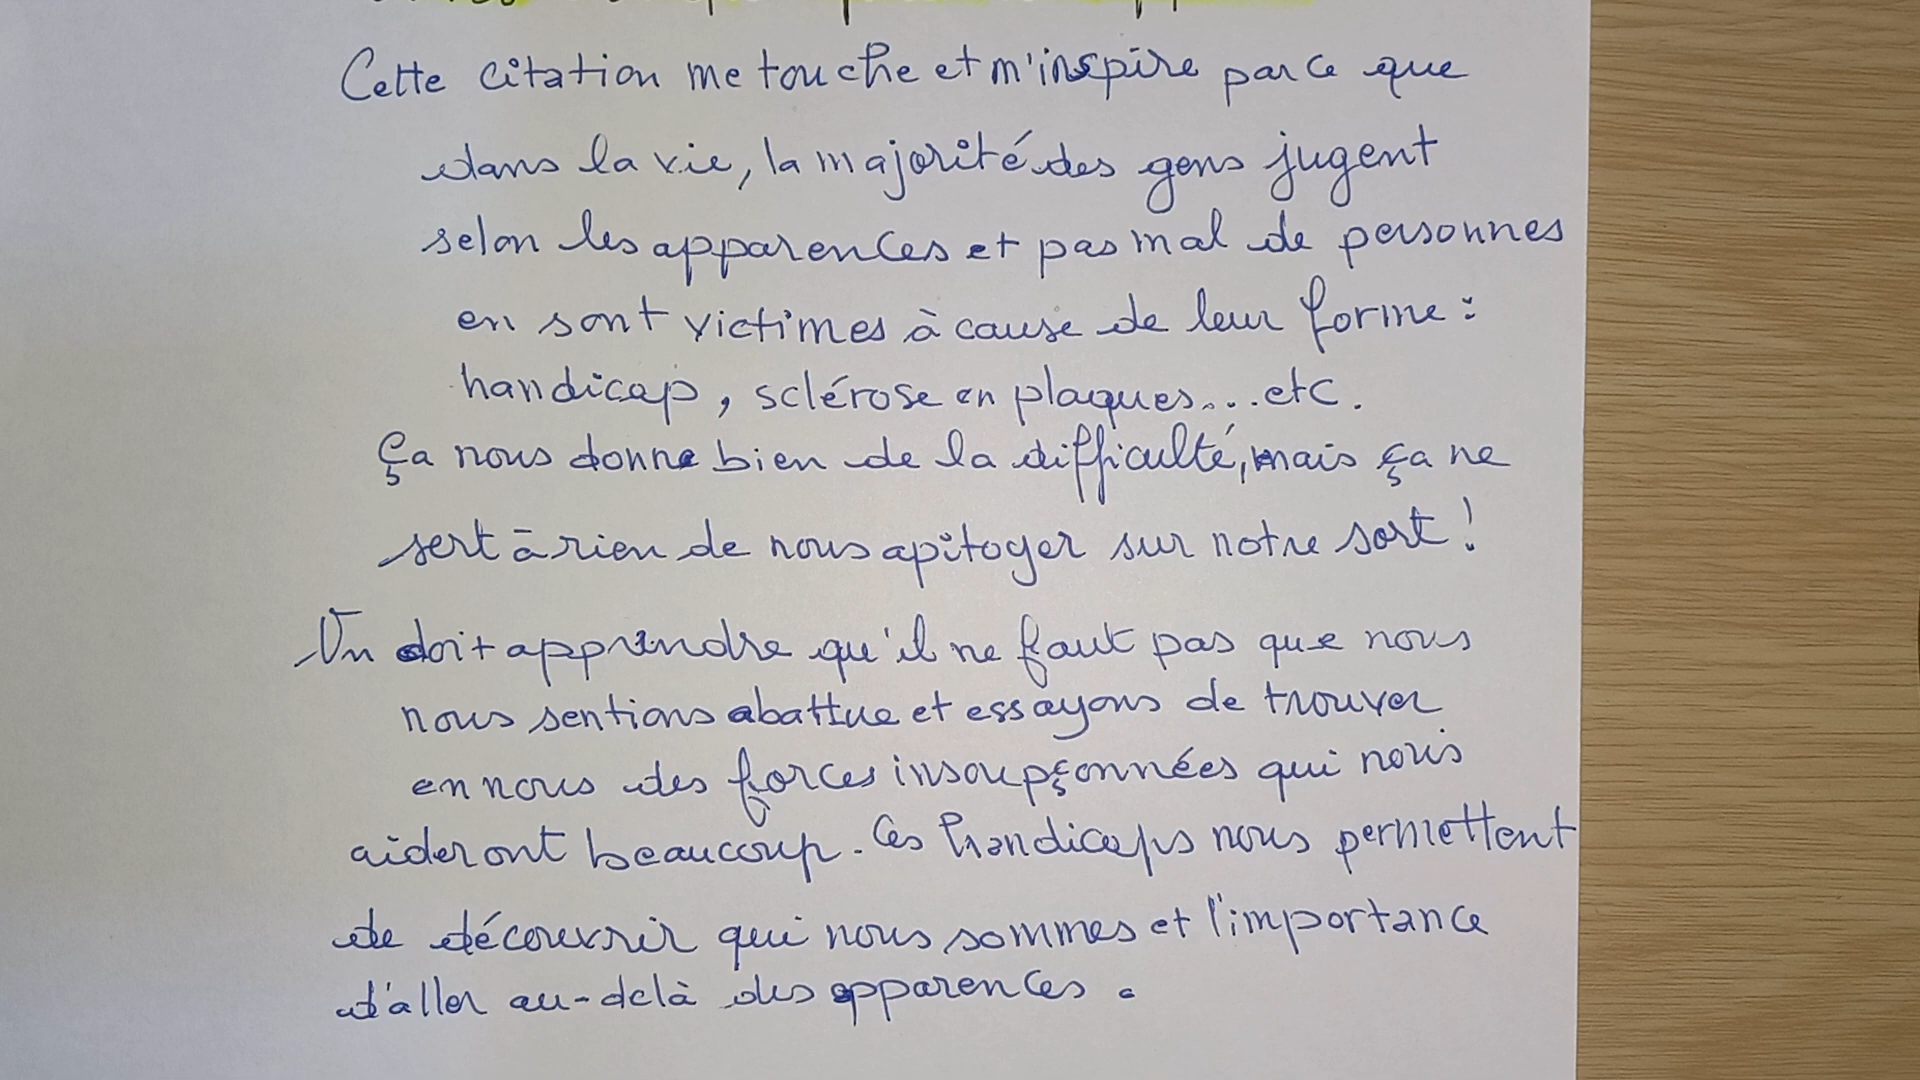 Cette citation me touche et m'inspire parce que
dans la vie, la majorité des gens jugent
selon les apparences et pas mal de personnes
en sont victimes à cause de leur forme :
handicap, sclérose en plaques... etc.
Ça nous donne bien de la difficulté, mais ça ne
sert à rien de nous apitoyer sur notre sort !
On doit apprendre qu'il ne faut pas que nous
nous sentions abattue et essayons de trouver
en nous des forces insoupçonnées qui nous
aideront beaucoup. Ces handicaps nous permettent
de découvrir qui nous sommes et l'importance
d'aller au-delà des apparences.